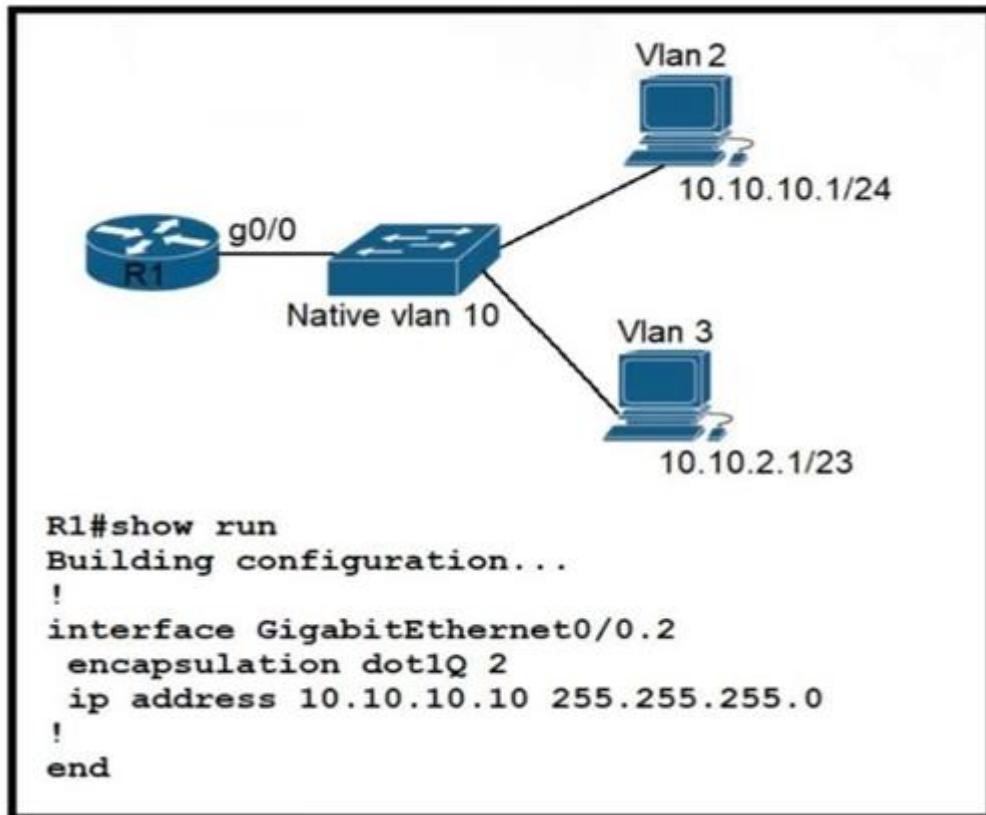 Vlan 2
10.10.10.1/24
g0/0
R1
Native vlan 10
Vlan 3
10.10.2.1/23
R1#show run
Building configuration...
!
interface GigabitEthernet0/0.2
encapsulation dot1Q 2
ip address 10.10.10.10 255.255.255.0
!
end